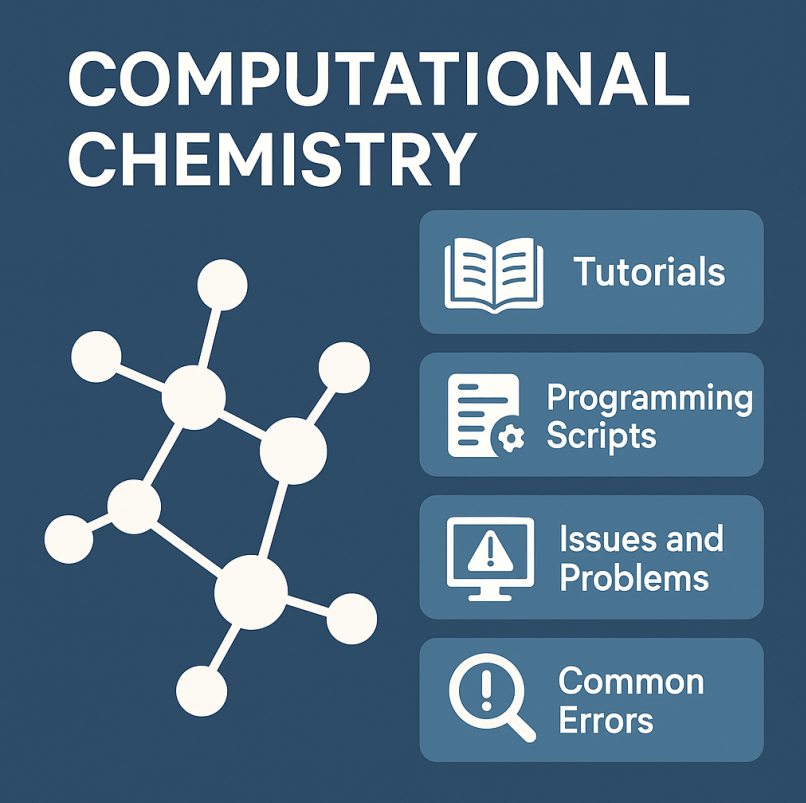 COMPUTATIONAL
CHEMISTRY
Tutorials
Programming
Scripts
Issues and
Problems
Common
Errors